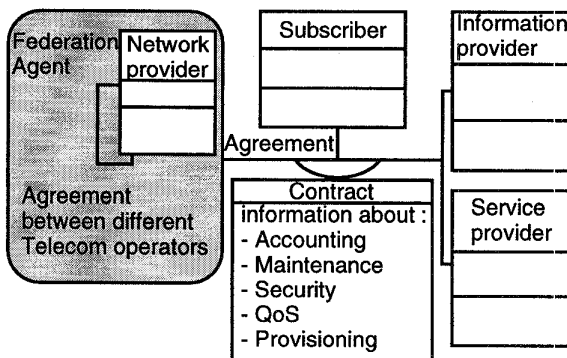 Federation
Agent
Network
provider
Agreement
between different
Telecom operators
Subscriber
Agreement
Contract
information about :
- Accounting
- Maintenance
- Security
- QoS
- Provisioning
Information
provider
Service
provider